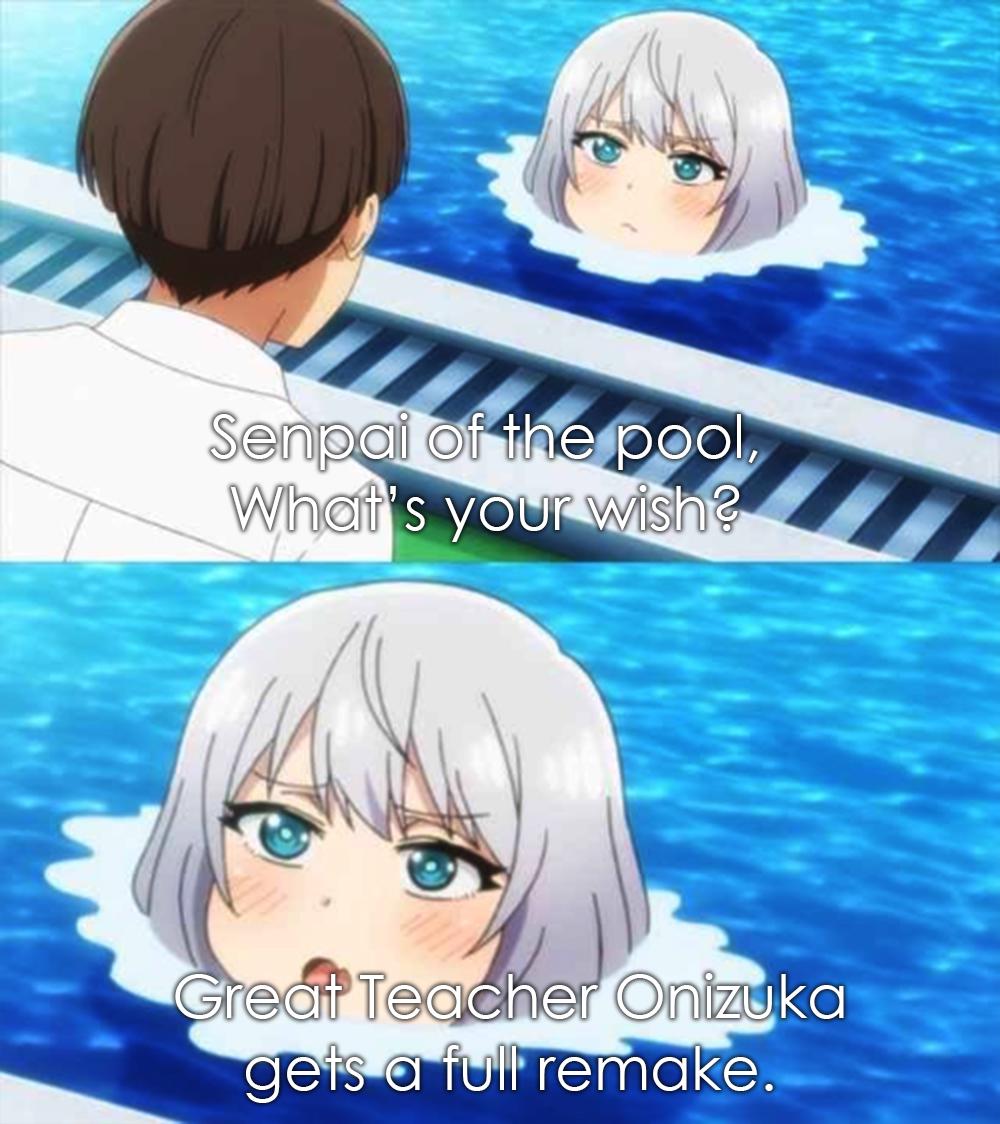 Senpai of the pool,
What's your wish?
Great Teacher Onizuka
gets a full remake.